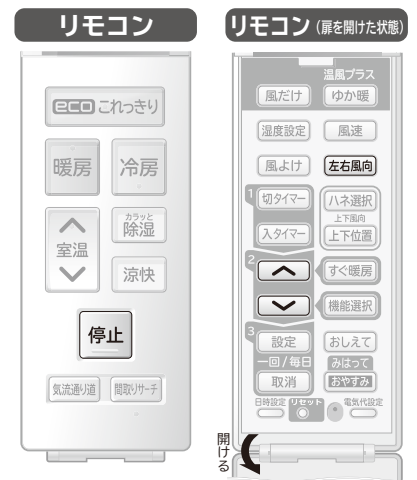 リモコン
eco これっきり
暖房
冷房
室温
カラッと
除湿
涼快
停止
気流通り道
間取りサーチ
リモコン (扉を開けた状態)
温風プラス
風だけ
ゆか暖
湿度設定
風速
風よけ
左右風向
1
切タイマー
ハネ選択
上下風向
入タイマー
上下位置
2
すぐ暖房
機能選択
3
設定
おしえて
一回/毎日
みはって
取消
おやすみ
日時設定
リセット
電気代設定
開ける